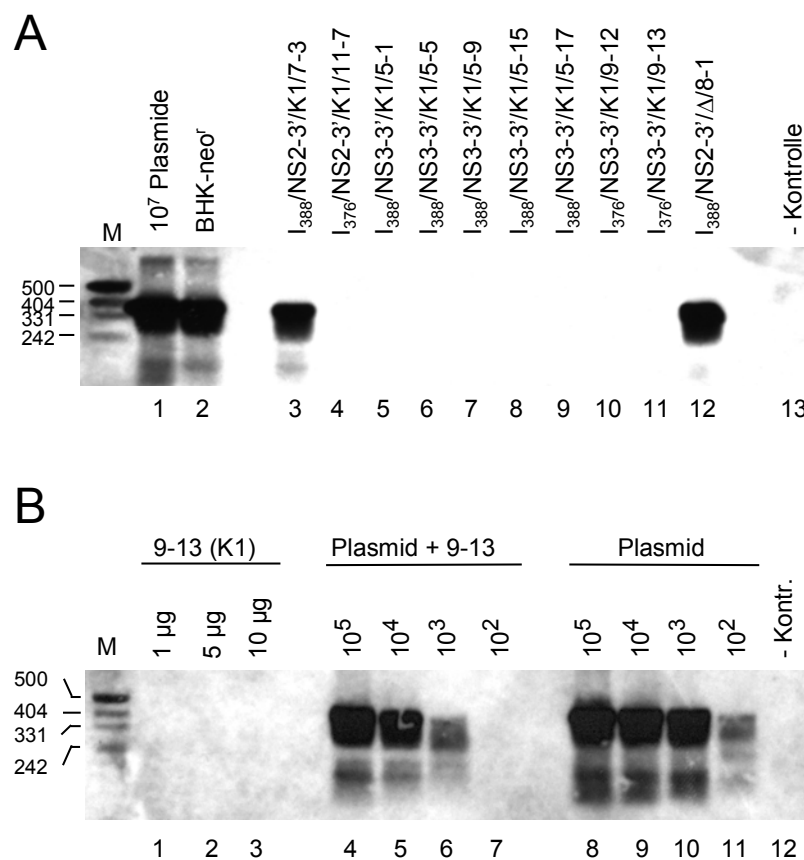 A
M
10⁷ Plasmide
BHK-neoʳ
I₃₈₈/NS2-3'/K1/7-3
I₃₇₆/NS2-3'/K1/11-7
I₃₈₈/NS3-3'/K1/5-1
I₃₈₈/NS3-3'/K1/5-5
I₃₈₈/NS3-3'/K1/5-9
I₃₈₈/NS3-3'/K1/5-15
I₃₈₈/NS3-3'/K1/5-17
I₃₇₆/NS3-3'/K1/9-12
I₃₇₆/NS3-3'/K1/9-13
I₃₈₈/NS2-3'/Δ/8-1
- Kontrolle
500
404
331
242
1 2 3 4 5 6 7 8 9 10 11 12 13
B
9-13 (K1) Plasmid + 9-13 Plasmid
M
1 µg
5 µg
10 µg
10⁵
10⁴
10³
10²
10⁵
10⁴
10³
10²
- Kontr.
500
404
331
242
1 2 3 4 5 6 7 8 9 10 11 12